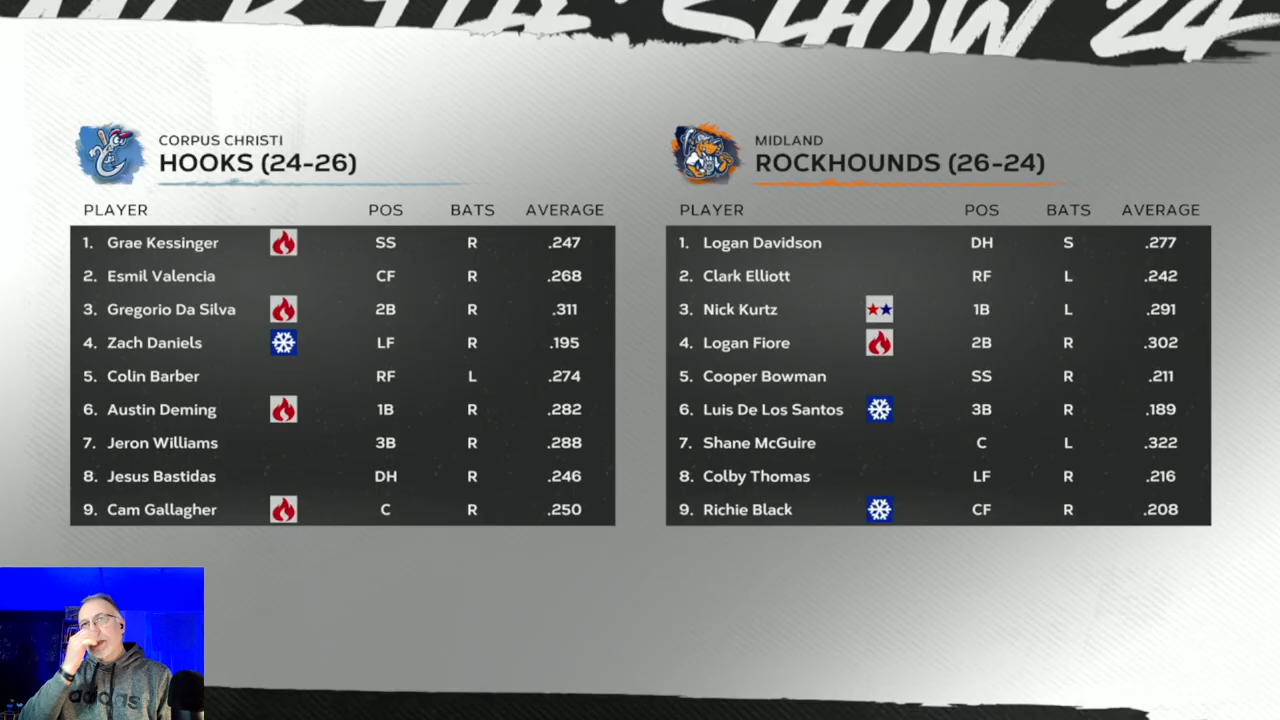 MLB THE SHOW 24
CORPUS CHRISTI
HOOKS (24-26)
PLAYER POS BATS AVERAGE
1. Grae Kessinger SS R .247
2. Esmil Valencia CF R .268
3. Gregorio Da Silva 2B R .311
4. Zach Daniels LF R .195
5. Colin Barber RF L .274
6. Austin Deming 1B R .282
7. Jeron Williams 3B R .288
8. Jesus Bastidas DH R .246
9. Cam Gallagher C R .250
MIDLAND
ROCKHOUNDS (26-24)
PLAYER POS BATS AVERAGE
1. Logan Davidson DH S .277
2. Clark Elliott RF L .242
3. Nick Kurtz 1B L .291
4. Logan Fiore 2B R .302
5. Cooper Bowman SS R .211
6. Luis De Los Santos 3B R .189
7. Shane McGuire C L .322
8. Colby Thomas LF R .216
9. Richie Black CF R .208
adidas